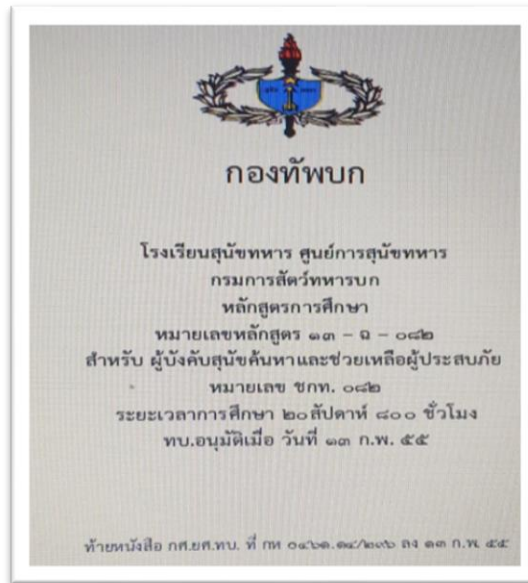 กองทัพบก
โรงเรียนสุนัขทหาร ศูนย์การสุนัขทหาร
กรมการสัตว์ทหารบก
หลักสูตรการศึกษา
หมายเลขหลักสูตร ๑๓ – ฉ – ๐๘๒
สำหรับ ผู้บังคับสุนัขค้นหาและช่วยเหลือผู้ประสบภัย
หมายเลข ชกท. ๐๘๒
ระยะเวลาการศึกษา ๒๐ สัปดาห์ ๘๐๐ ชั่วโมง
ทบ.อนุมัติเมื่อ วันที่ ๑๓ ก.พ. ๕๕
ท้ายหนังสือ กศ.ยศ.ทบ. ที่ กห ลง ๑๓ ก.พ. ๕๕